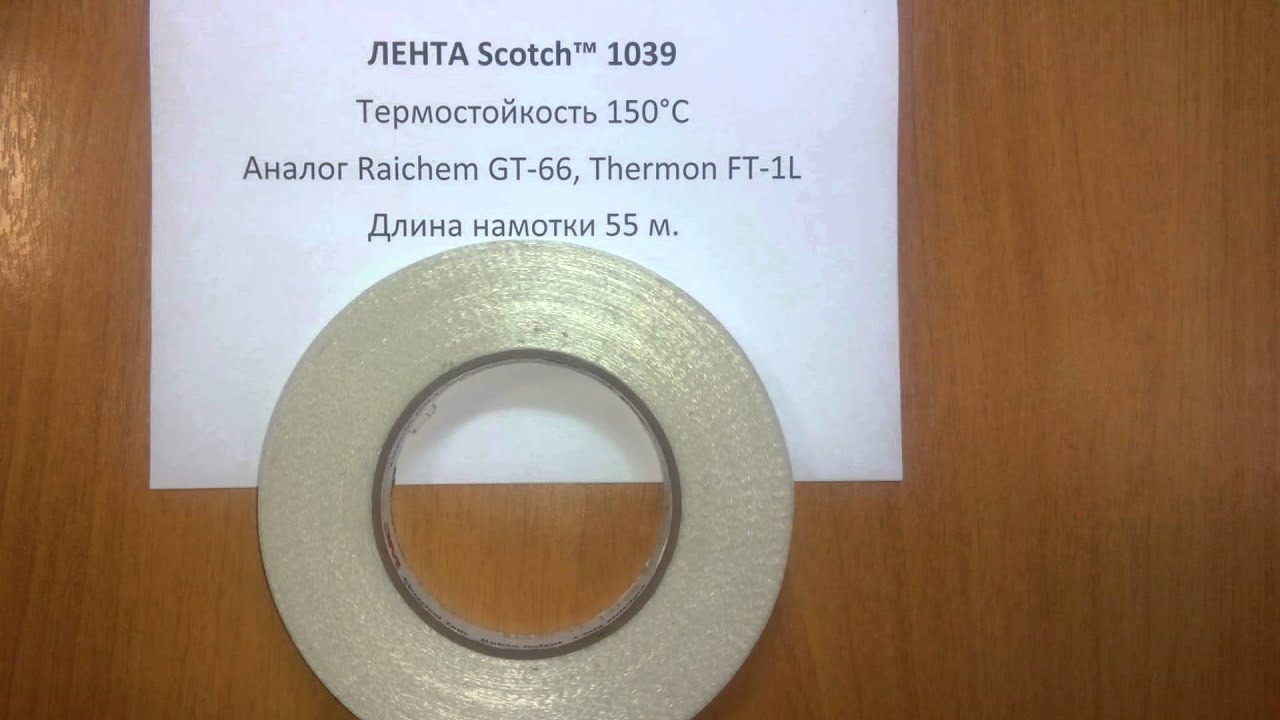 ЛЕНТА Scotch™ 1039
Термостойкость 150°С
Аналог Raichem GT-66, Thermon FT-1L
Длина намотки 55 м.